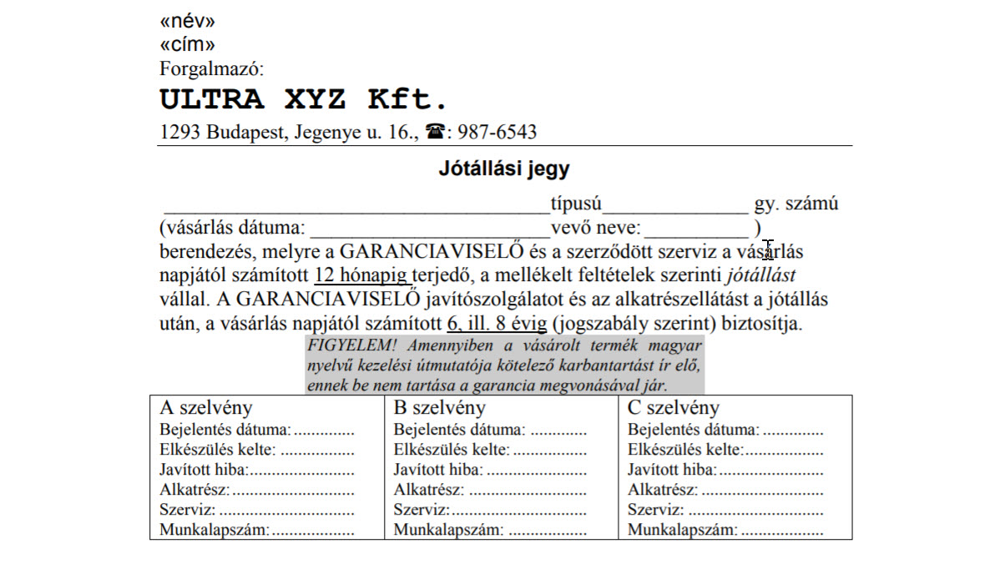 «név»
«cím»
Forgalmazó:
ULTRA XYZ Kft.
1293 Budapest, Jegenye u. 16., ☎: 987-6543
Jótállási jegy
______________________________________típusú______________ gy. számú
(vásárlás dátuma: _______________________vevő neve: __________ )
berendezés, melyre a GARANCIAVISELŐ és a szerződött szerviz a vásárlás
napjától számított 12 hónapig terjedő, a mellékelt feltételek szerinti jótállást
vállal. A GARANCIAVISELŐ javítószolgálatot és az alkatrészellátást a jótállás
után, a vásárlás napjától számított 6, ill. 8 évig (jogszabály szerint) biztosítja.
FIGYELEM! Amennyiben a vásárolt termék magyar
nyelvű kezelési útmutatója kötelező karbantartást ír elő,
ennek be nem tartása a garancia megvonásával jár.
A szelvény
Bejelentés dátuma:..............
Elkészülés kelte: .................
Javított hiba:........................
Alkatrész:............................
Szerviz: ...............................
Munkalapszám:...................
B szelvény
Bejelentés dátuma: .............
Elkészülés kelte:.................
Javított hiba:.......................
Alkatrész: ...........................
Szerviz:...............................
Munkalapszám: ..................
C szelvény
Bejelentés dátuma: ..............
Elkészülés kelte:..................
Javított hiba:........................
Alkatrész: ............................
Szerviz: ...............................
Munkalapszám: ...................